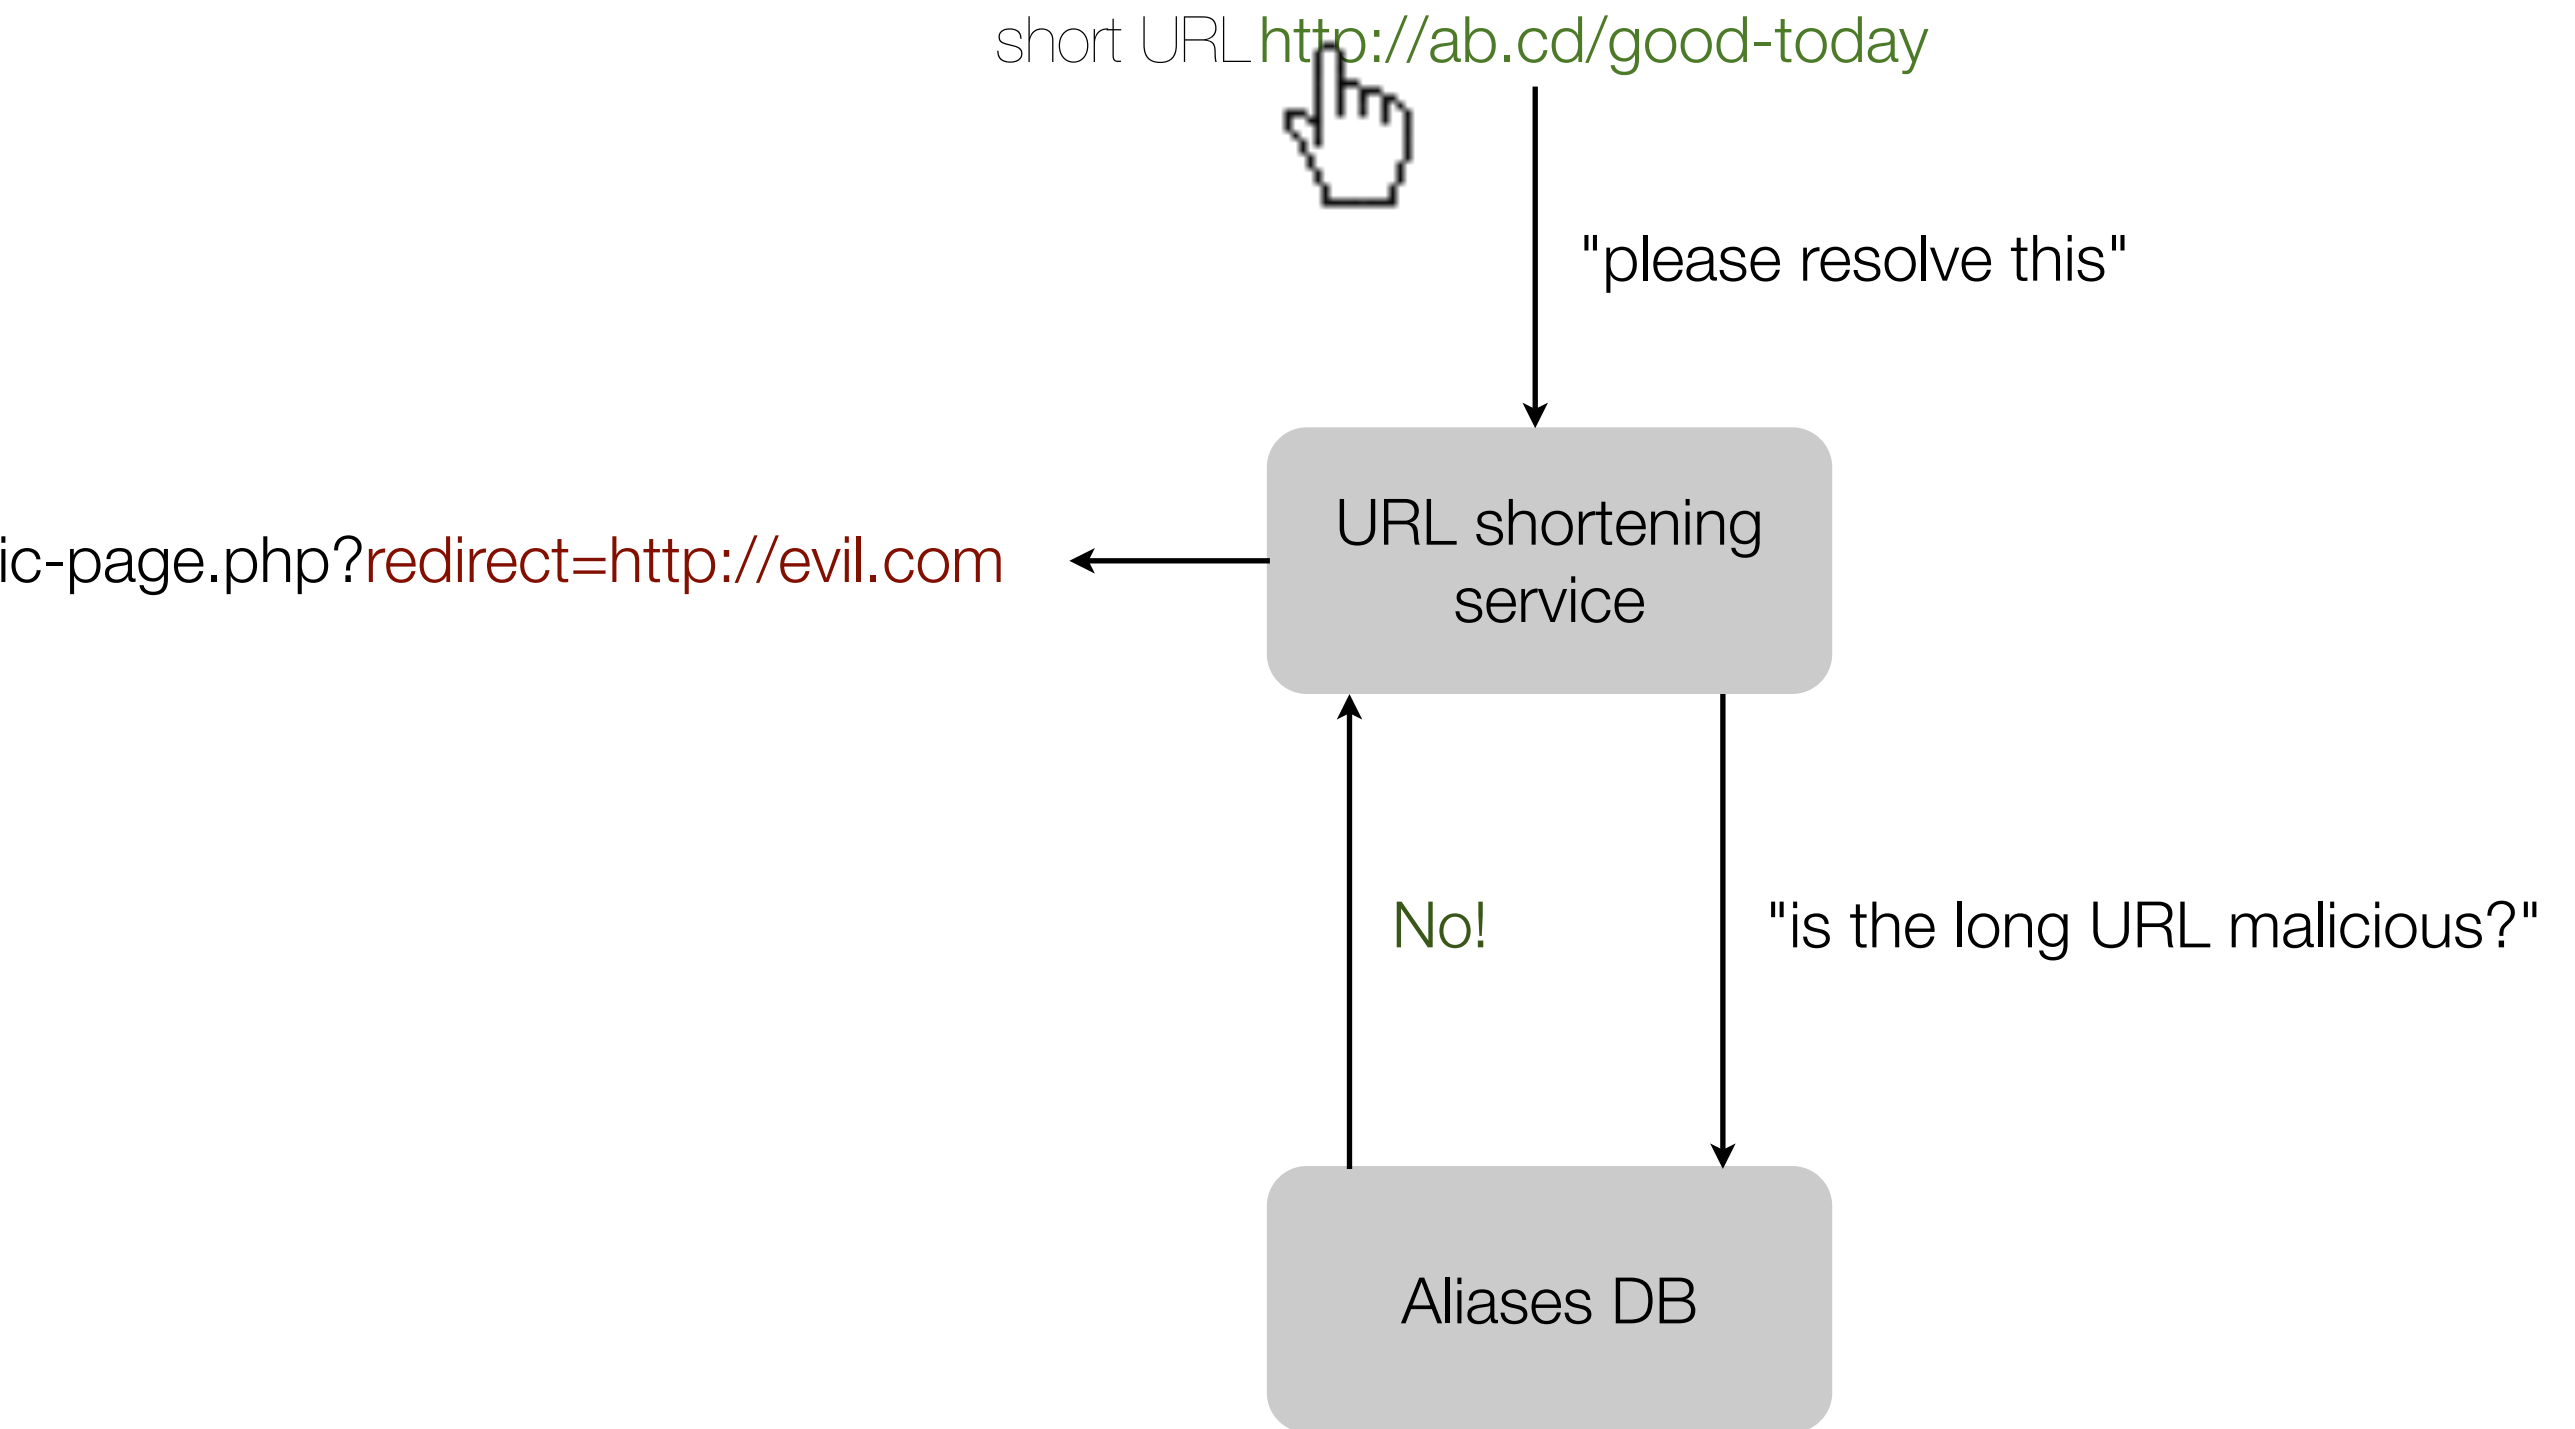 short URL http://ab.cd/good-today
"please resolve this"
URL shortening
service
ic-page.php?redirect=http://evil.com
No!
"is the long URL malicious?"
Aliases DB